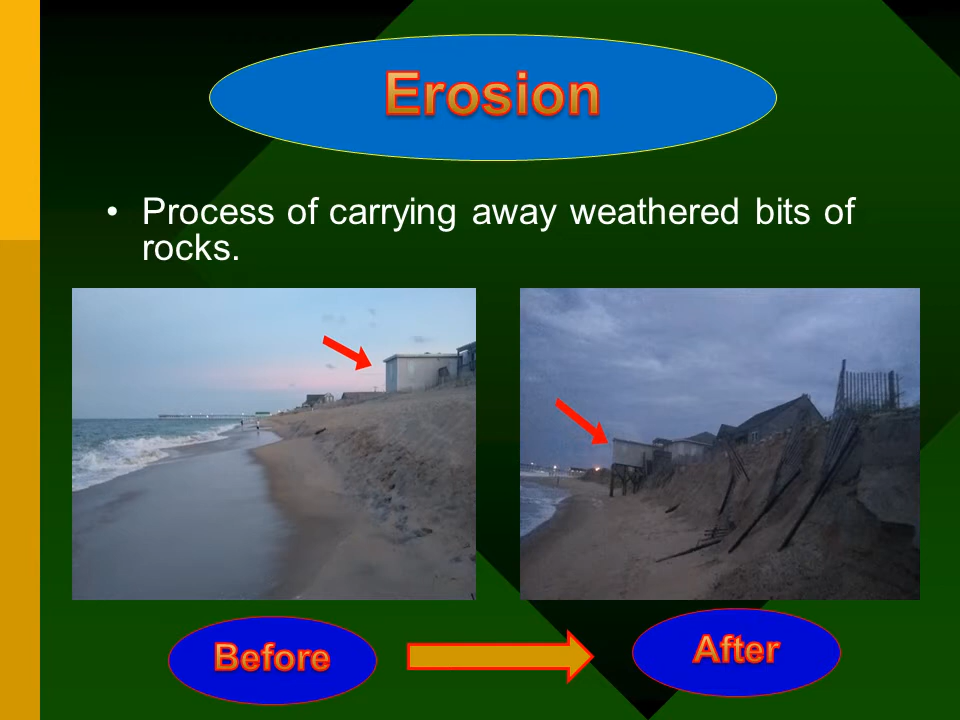 Erosion
• Process of carrying away weathered bits of
rocks.
Before
After